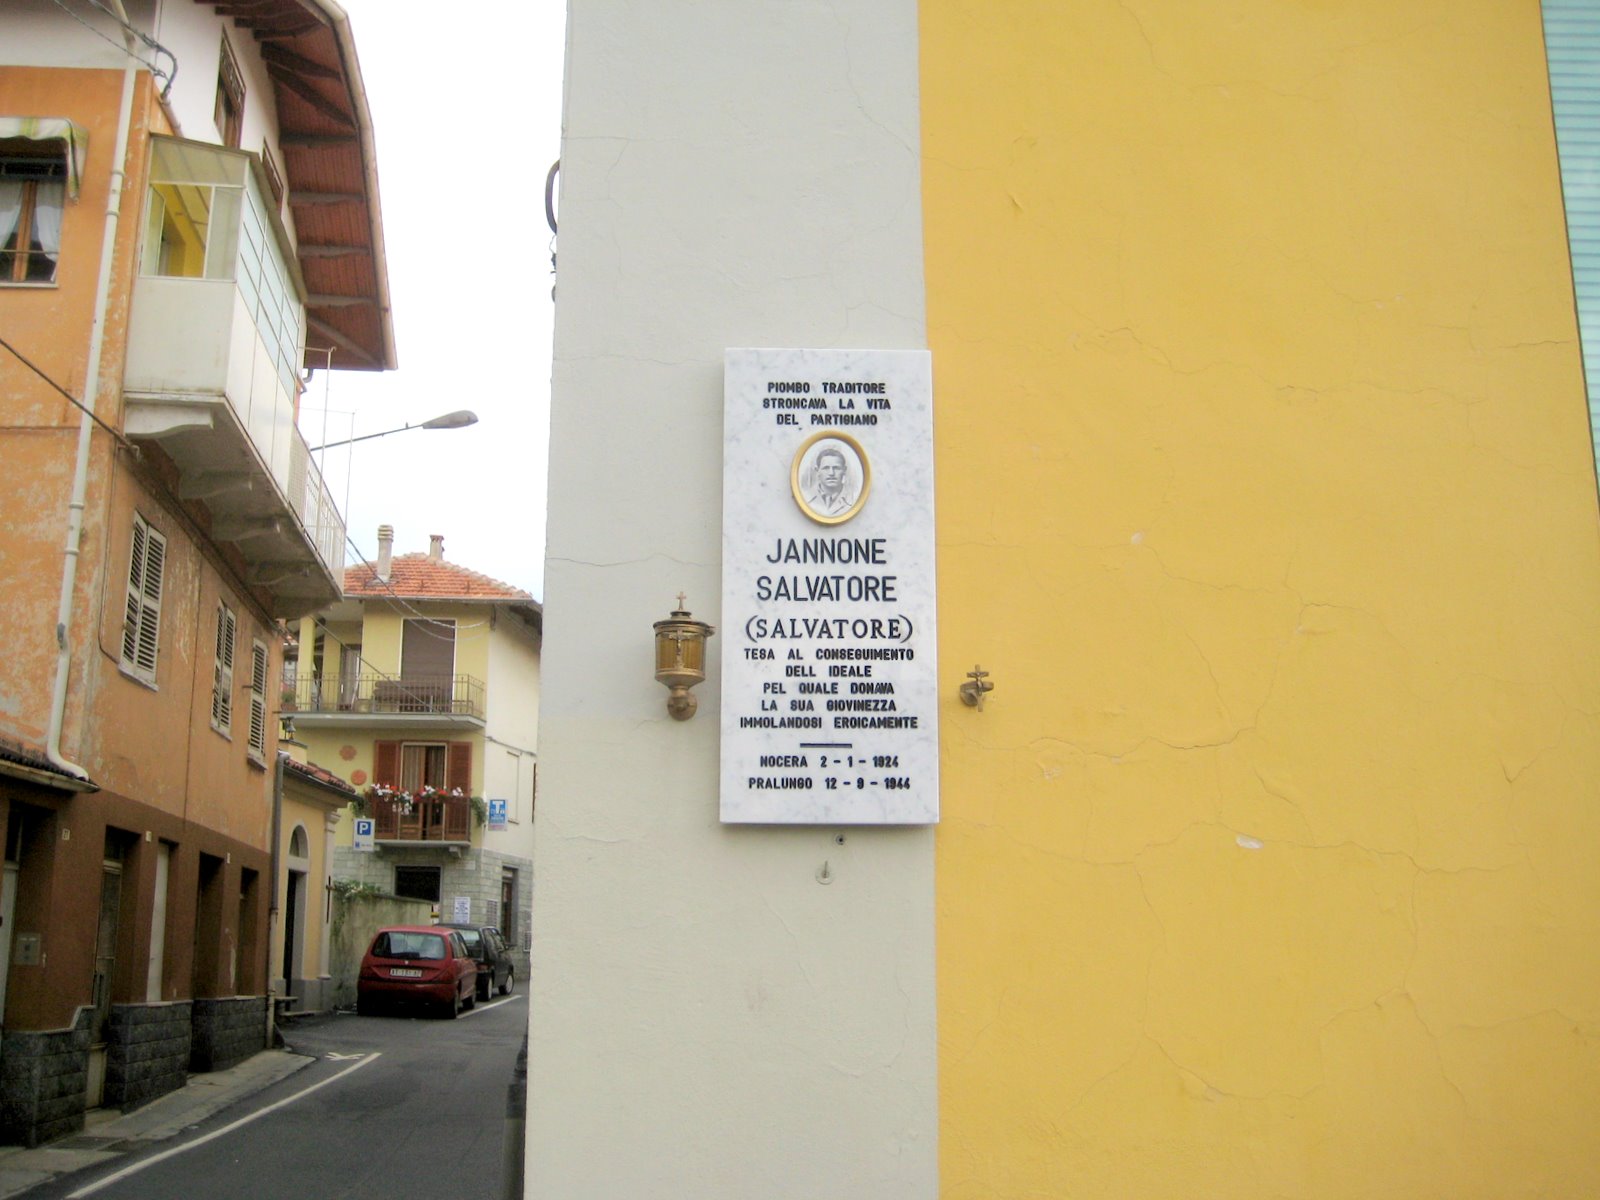 PIOMBO TRADITORE
STRONCAVA LA VITA
DEL PARTIGIANO
JANNONE
SALVATORE
(SALVATORE)
TESA AL CONSEGUIMENTO
DELL IDEALE
PEL QUALE DONAVA
LA SUA GIOVINEZZA
IMMOLANDOSI EROICAMENTE
NOCERA 2 - 1 - 1924
PRALUNGO 12 - 9 - 1944
P
T